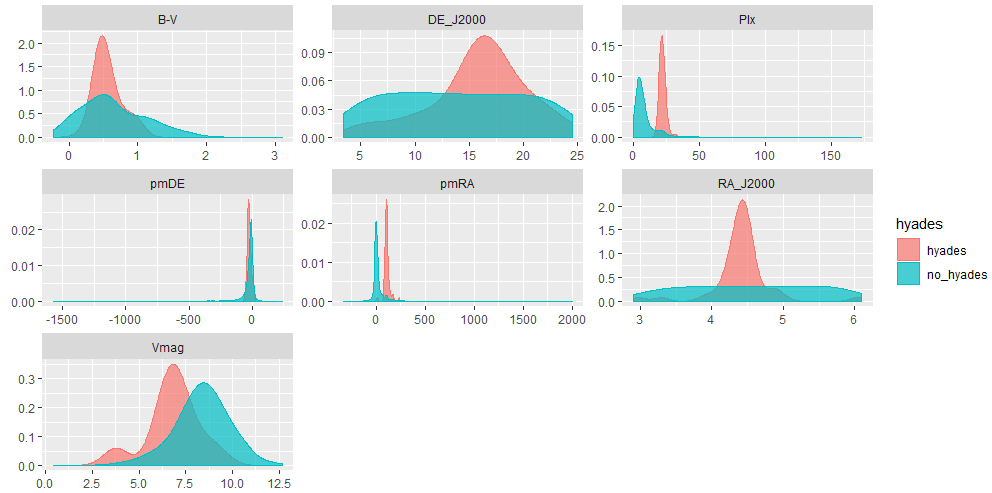 B-V DE_J2000 Plx
2.0 1.5 1.0 0.5 0.0
0.09 0.06 0.03 0.00
0.15 0.10 0.05 0.00
0 1 2 3
5 10 15 20 25
0 50 100 150
pmDE pmRA RA_J2000
0.02 0.01 0.00
0.02 0.01 0.00
2.0 1.5 1.0 0.5 0.0
-1500 -1000 -500 0
0 500 1000 1500 2000
3 4 5 6
Vmag
0.3 0.2 0.1 0.0
0.0 2.5 5.0 7.5 10.0 12.5
hyades
hyades
no_hyades